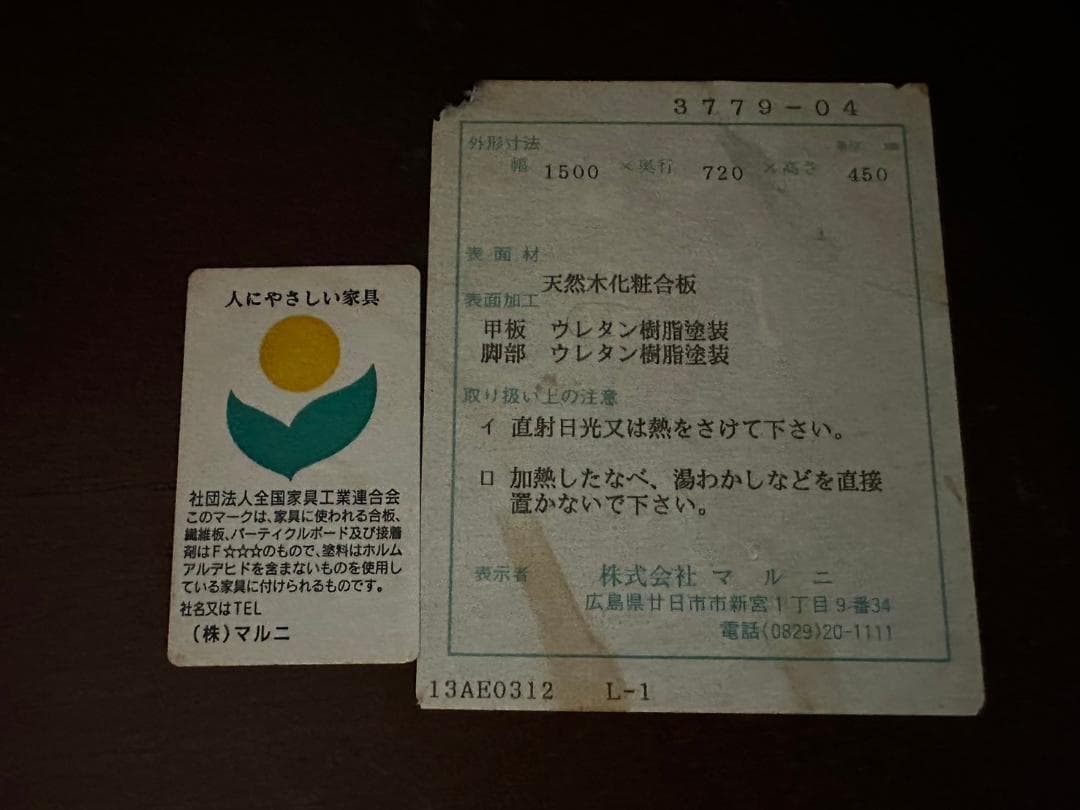 人にやさしい家具
社団法人全国家具工業連合会
このマークは、家具に使われる合板、
繊維板、パーティクルボード及び接着
剤はF☆☆☆のもので、塗料はホルム
アルデヒドを含まないものを使用し
ている家具に付けられるものです。
社名又はTEL
(株)マルニ
3779-04
外形寸法
幅 1500 ×奥行 720 ×高さ 450
表面材
天然木化粧合板
表面加工
甲板 ウレタン樹脂塗装
脚部 ウレタン樹脂塗装
取り扱い上の注意
イ 直射日光又は熱をさけて下さい。
ロ 加熱したなべ、湯わかしなどを直接
置かないで下さい。
表示者 株式会社 マルニ
広島県廿日市市新宮1丁目9番34
電話(0829)20-1111
13AE0312 L-1